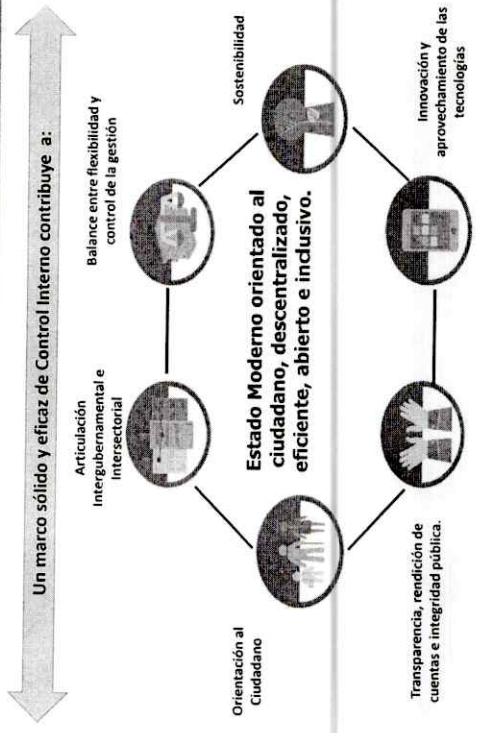 Un marco sólido y eficaz de Control Interno contribuye a:
Articulación
Intergubernamental e
Intersectorial
Balance entre flexibilidad y
control de la gestión
Orientación al
Ciudadano
Sostenibilidad
Estado Moderno orientado al
ciudadano, descentralizado,
eficiente, abierto e inclusivo.
Transparencia, rendición de
cuentas e integridad pública.
Innovación y
aprovechamiento de las
tecnologías